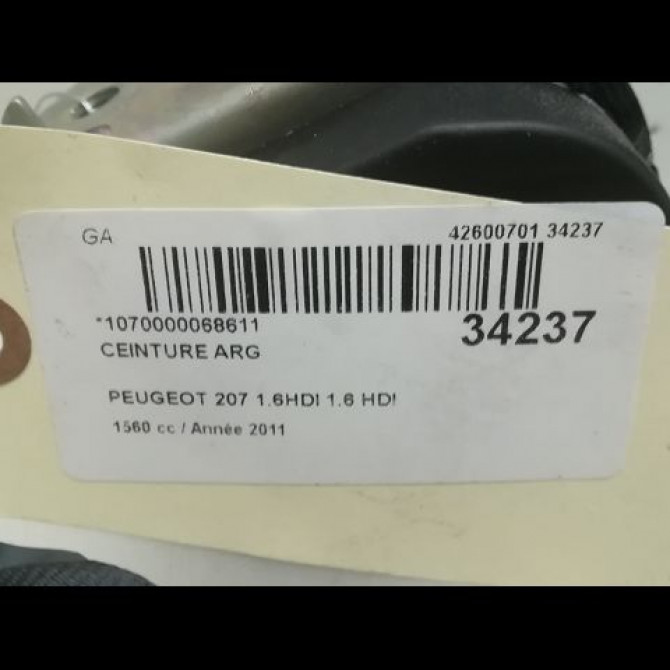 GA 42600701 34237
*1070000068611 34237
CEINTURE ARG
PEUGEOT 207 1.6HDI 1.6 HDI
1560 cc / Année 2011